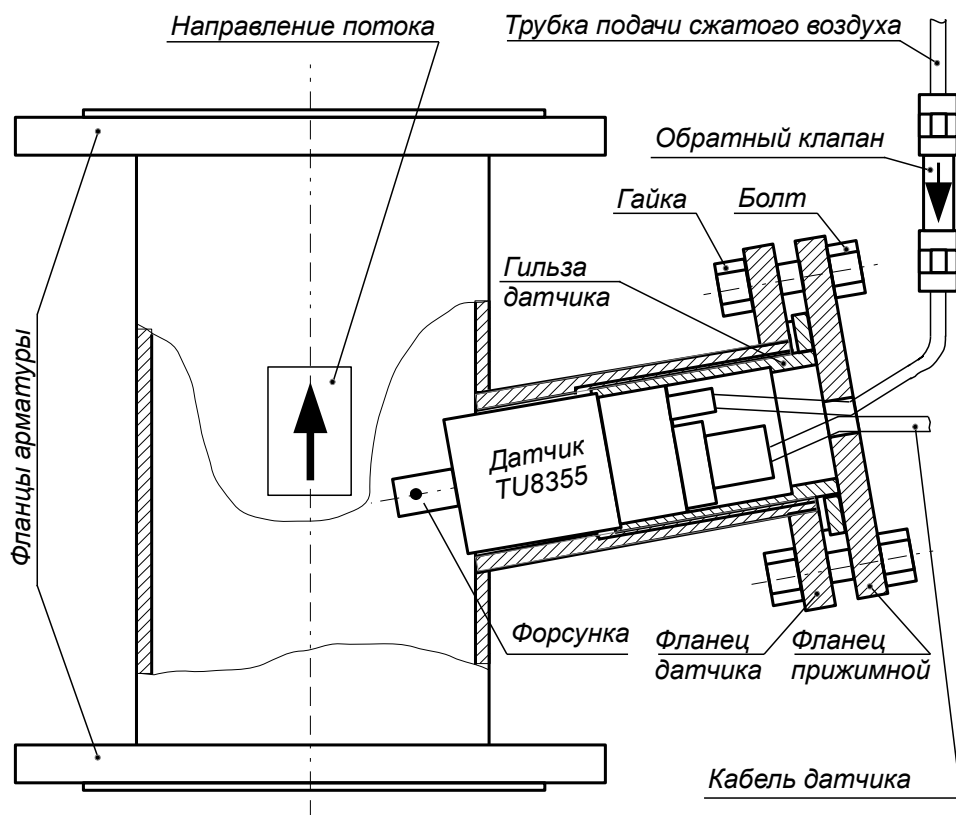 Направление потока
Трубка подачи сжатого воздуха
Обратный клапан
Гайка
Болт
Гильза
датчика
Фланцы арматуры
Датчик
TU8355
Форсунка
Фланец
датчика
Фланец
прижимной
Кабель датчика